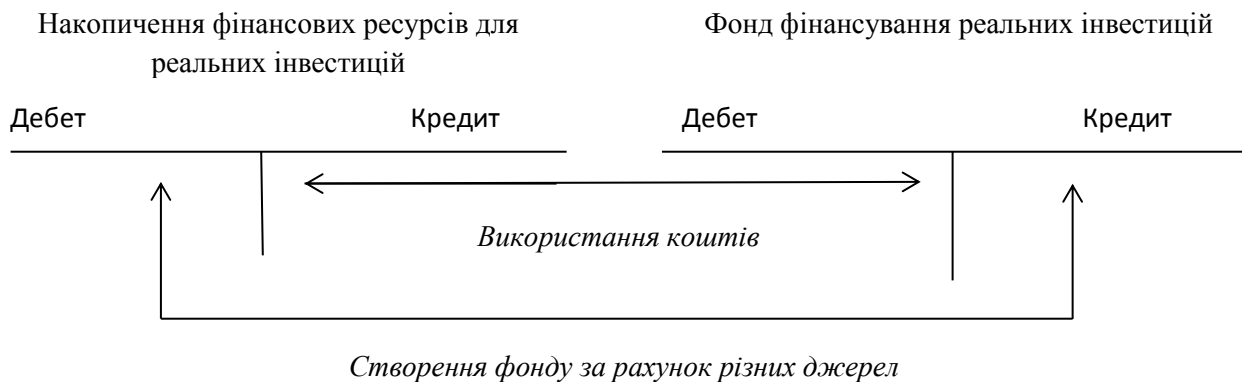 Накопичення фінансових ресурсів для
реальних інвестицій
Фонд фінансування реальних інвестицій
Дебет Кредит Дебет Кредит
Використання коштів
Створення фонду за рахунок різних джерел